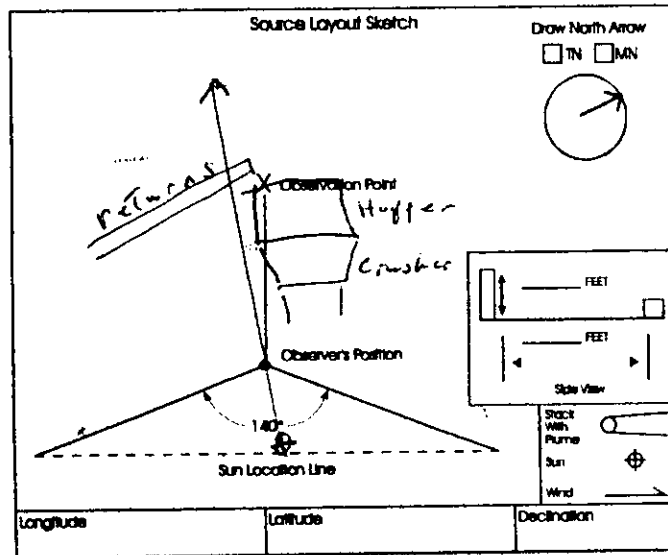 Source Layout Sketch
Draw North Arrow
TN MN
returns
Observation Point
Hopper
Crusher
FEET
FEET
Side View
Observer's Position
140°
Sun Location Line
Stack
With
Plume
Sun
Wind
Longitude Latitude Declination